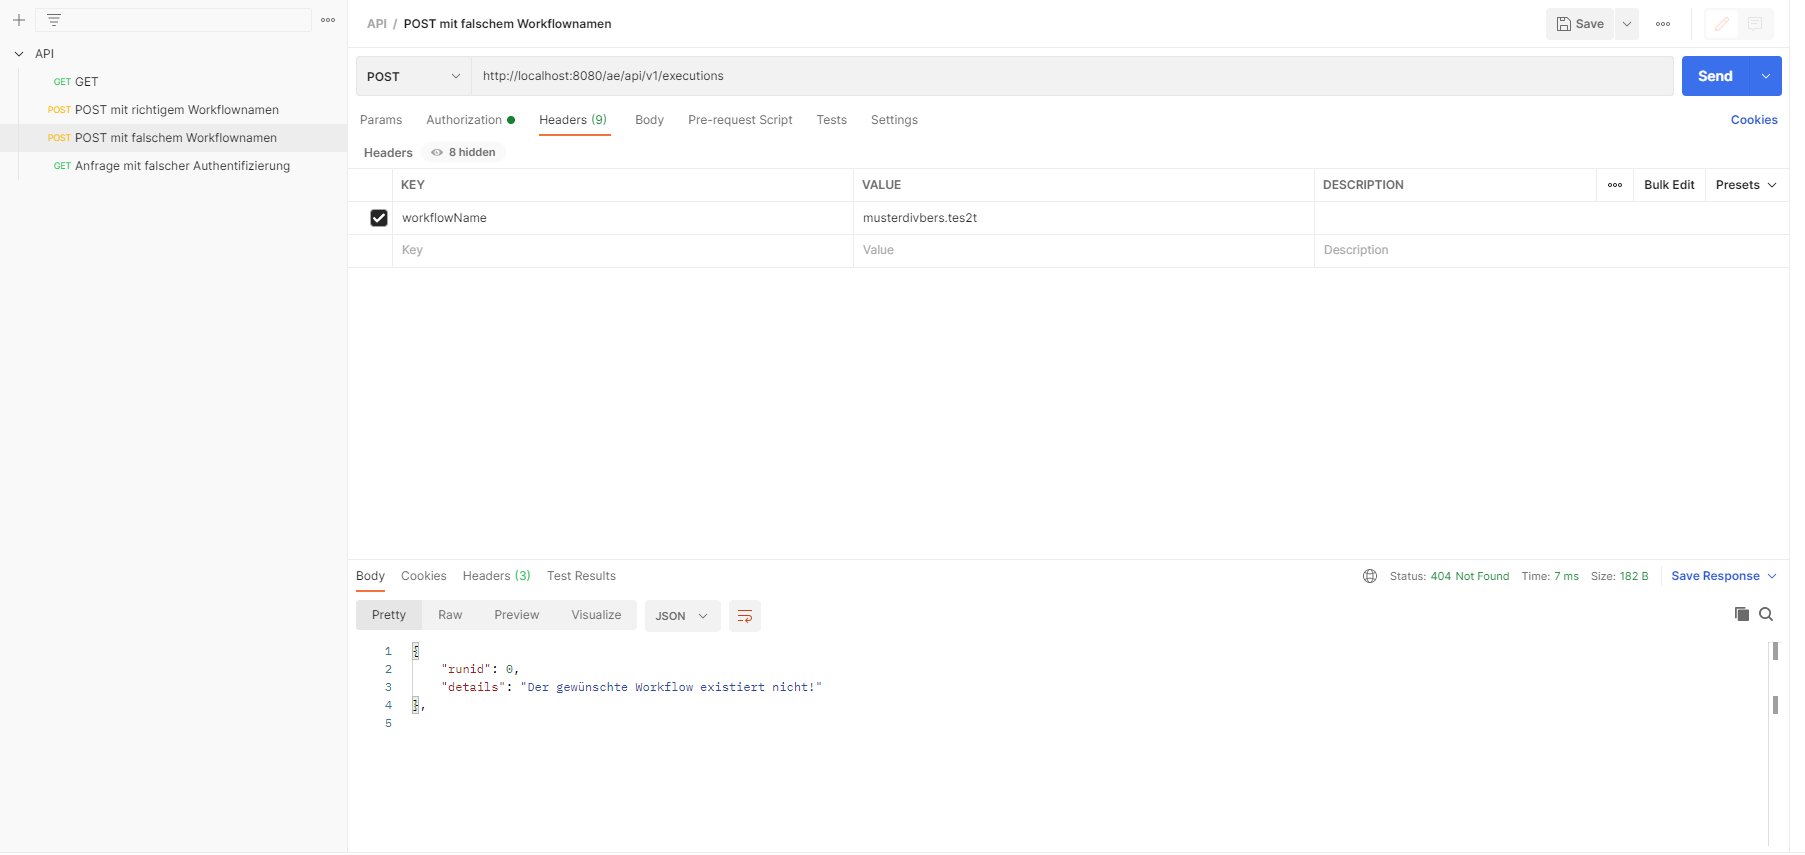 API
GET GET
POST POST mit richtigem Workflownamen
POST POST mit falschem Workflownamen
GET Anfrage mit falscher Authentifizierung
API / POST mit falschem Workflownamen
Save
POST http://localhost:8080/ae/api/v1/executions Send
Params Authorization Headers (9) Body Pre-request Script Tests Settings Cookies
Headers 8 hidden
KEY VALUE DESCRIPTION Bulk Edit Presets
workflowName musterdivbers.tes2t
Key Value Description
Body Cookies Headers (3) Test Results Status: 404 Not Found Time: 7 ms Size: 182 B Save Response
Pretty Raw Preview Visualize JSON
1 {
2 "runid": 0,
3 "details": "Der gewünschte Workflow existiert nicht!"
4 },
5